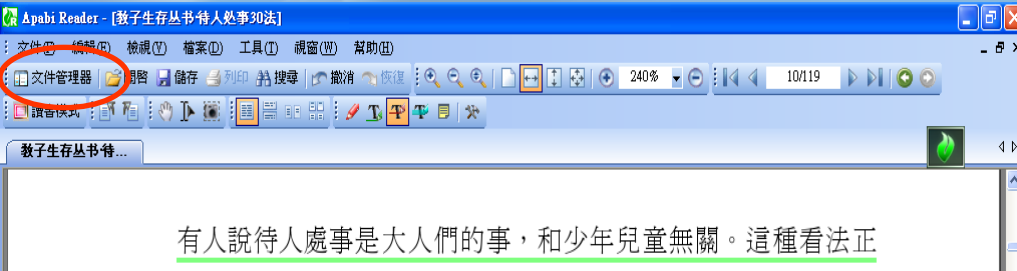 Apabi Reader - [教子生存丛书·待人处事30法]
文件(F) 編輯(E) 檢視(V) 檔案(D) 工具(T) 視窗(W) 幫助(H)
文件管理器 開啓 儲存 列印 搜尋 撤消 恢復 240% 10/119
讀書模式
教子生存丛书·待...
有人說待人處事是大人們的事，和少年兒童無關。這種看法正